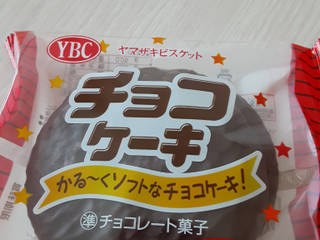 YBC
ヤマザキビスケット
チョコ
ケーキ
かる〜くソフトなチョコケーキ!
準チョコレート菓子